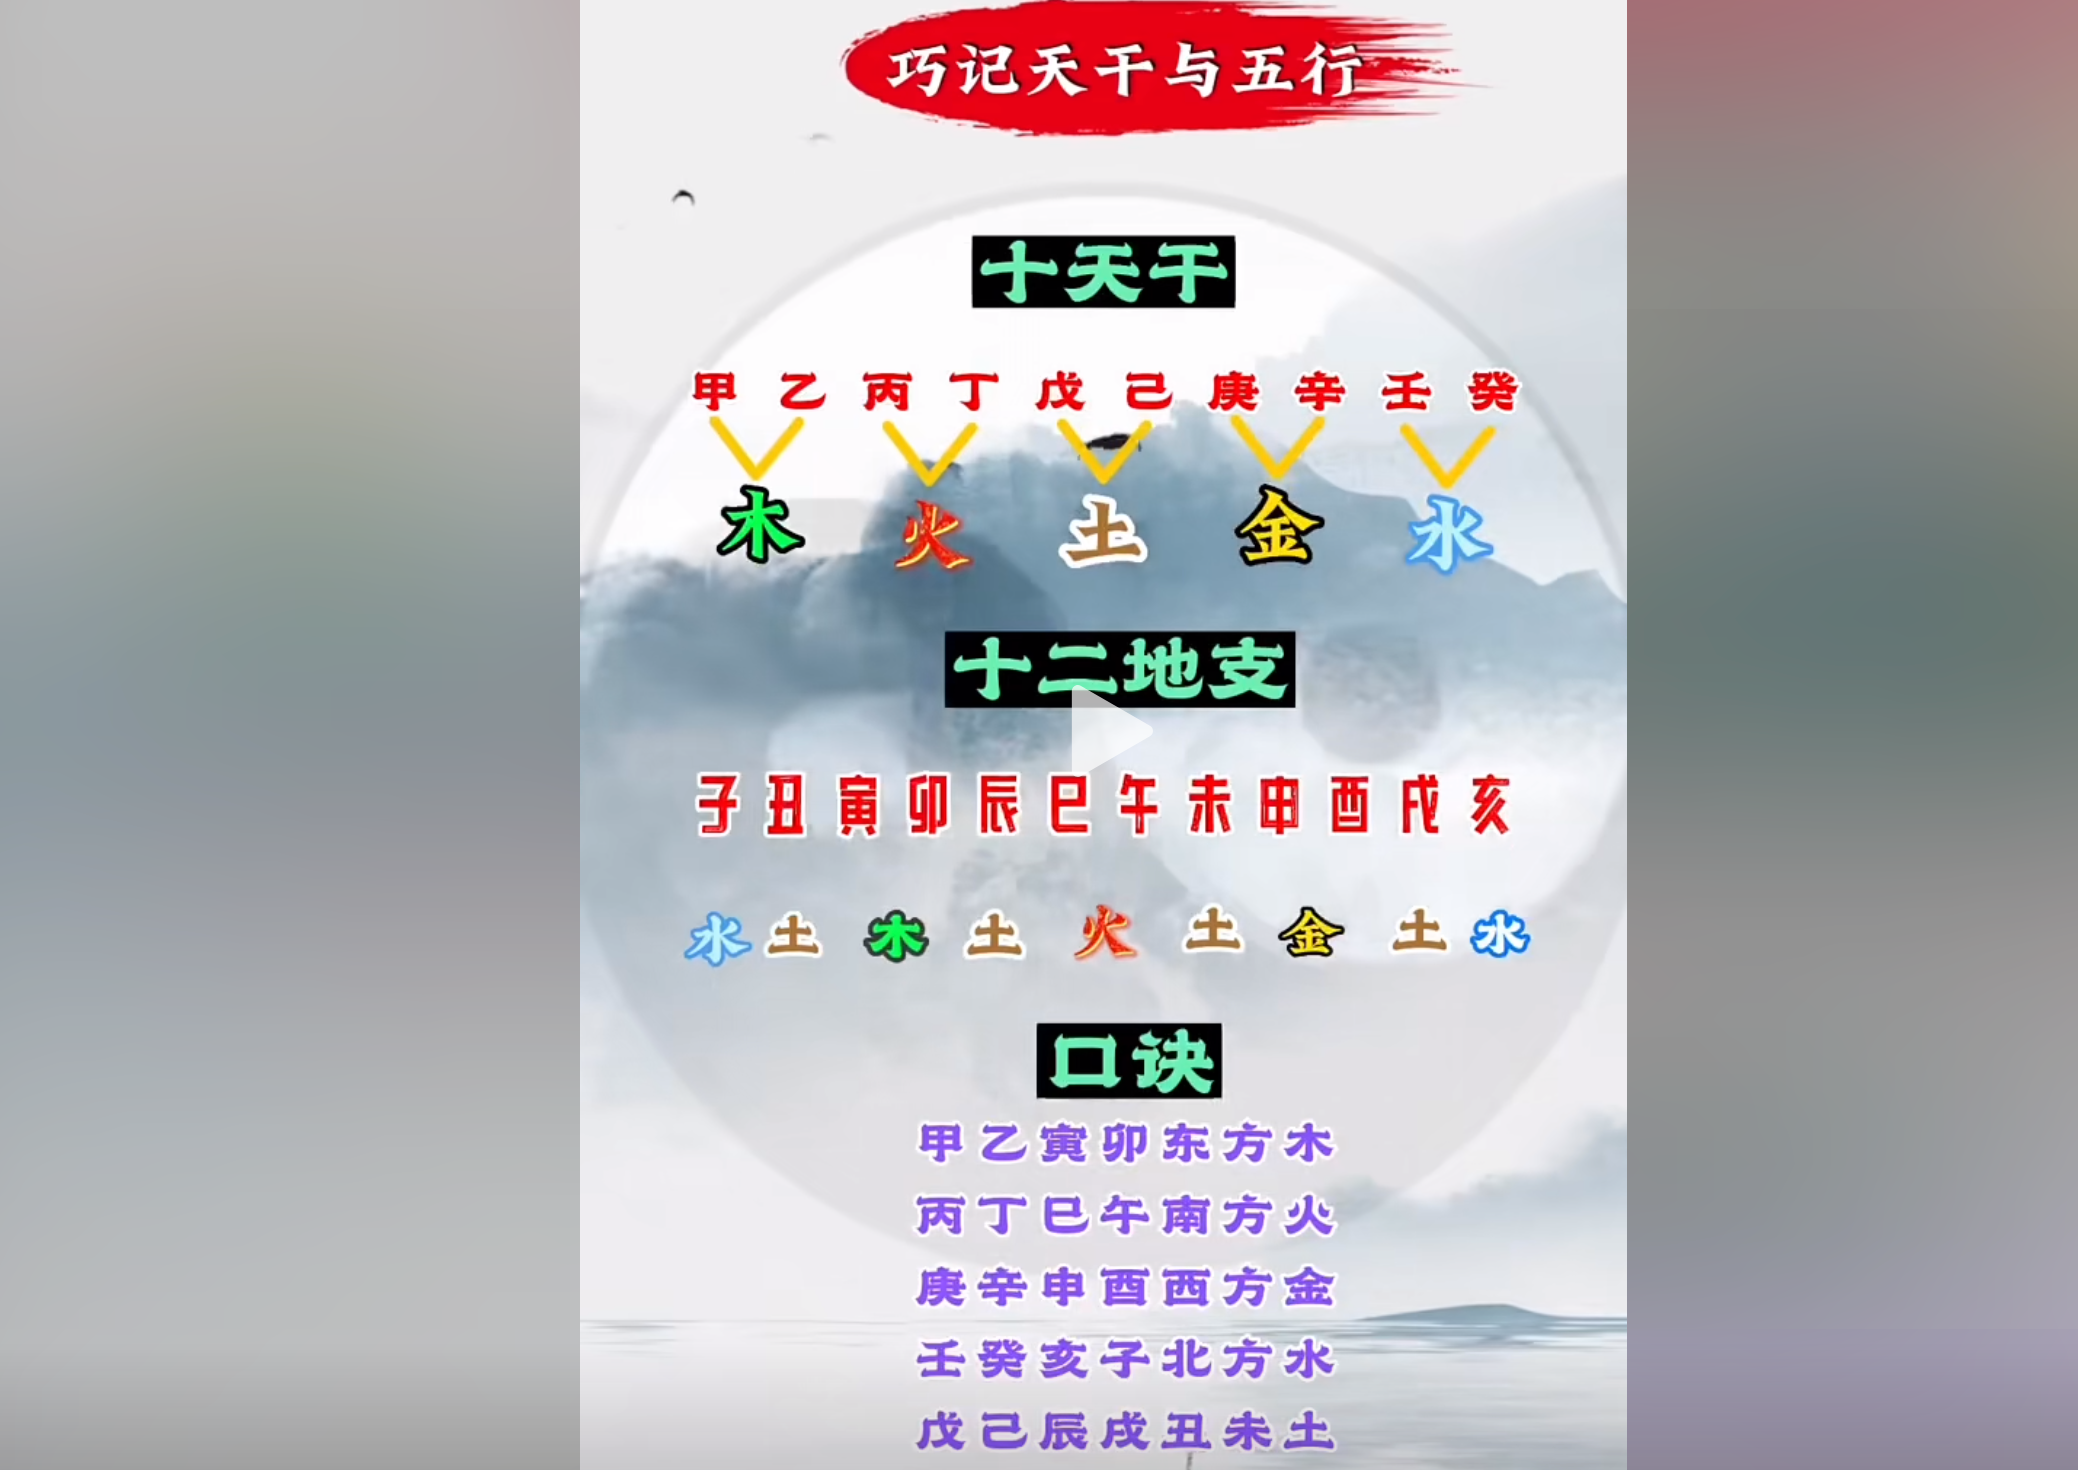 巧记天干与五行
十天干
甲 乙 丙 丁 戊 己 庚 辛 壬 癸
木 火 土 金 水
十二地支
子 丑 寅 卯 辰 巳 午 未 申 酉 戌 亥
水 土 木 土 火 土 金 土 水
口诀
甲乙寅卯东方木
丙丁巳午南方火
庚辛申酉西方金
壬癸亥子北方水
戊己辰戌丑未土